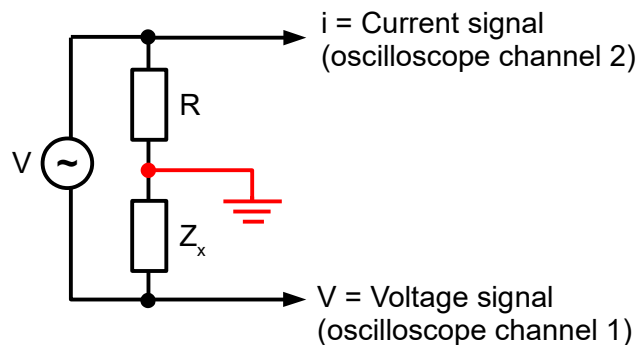 i = Current signal
(oscilloscope channel 2)
R
V
~
Zx
V = Voltage signal
(oscilloscope channel 1)